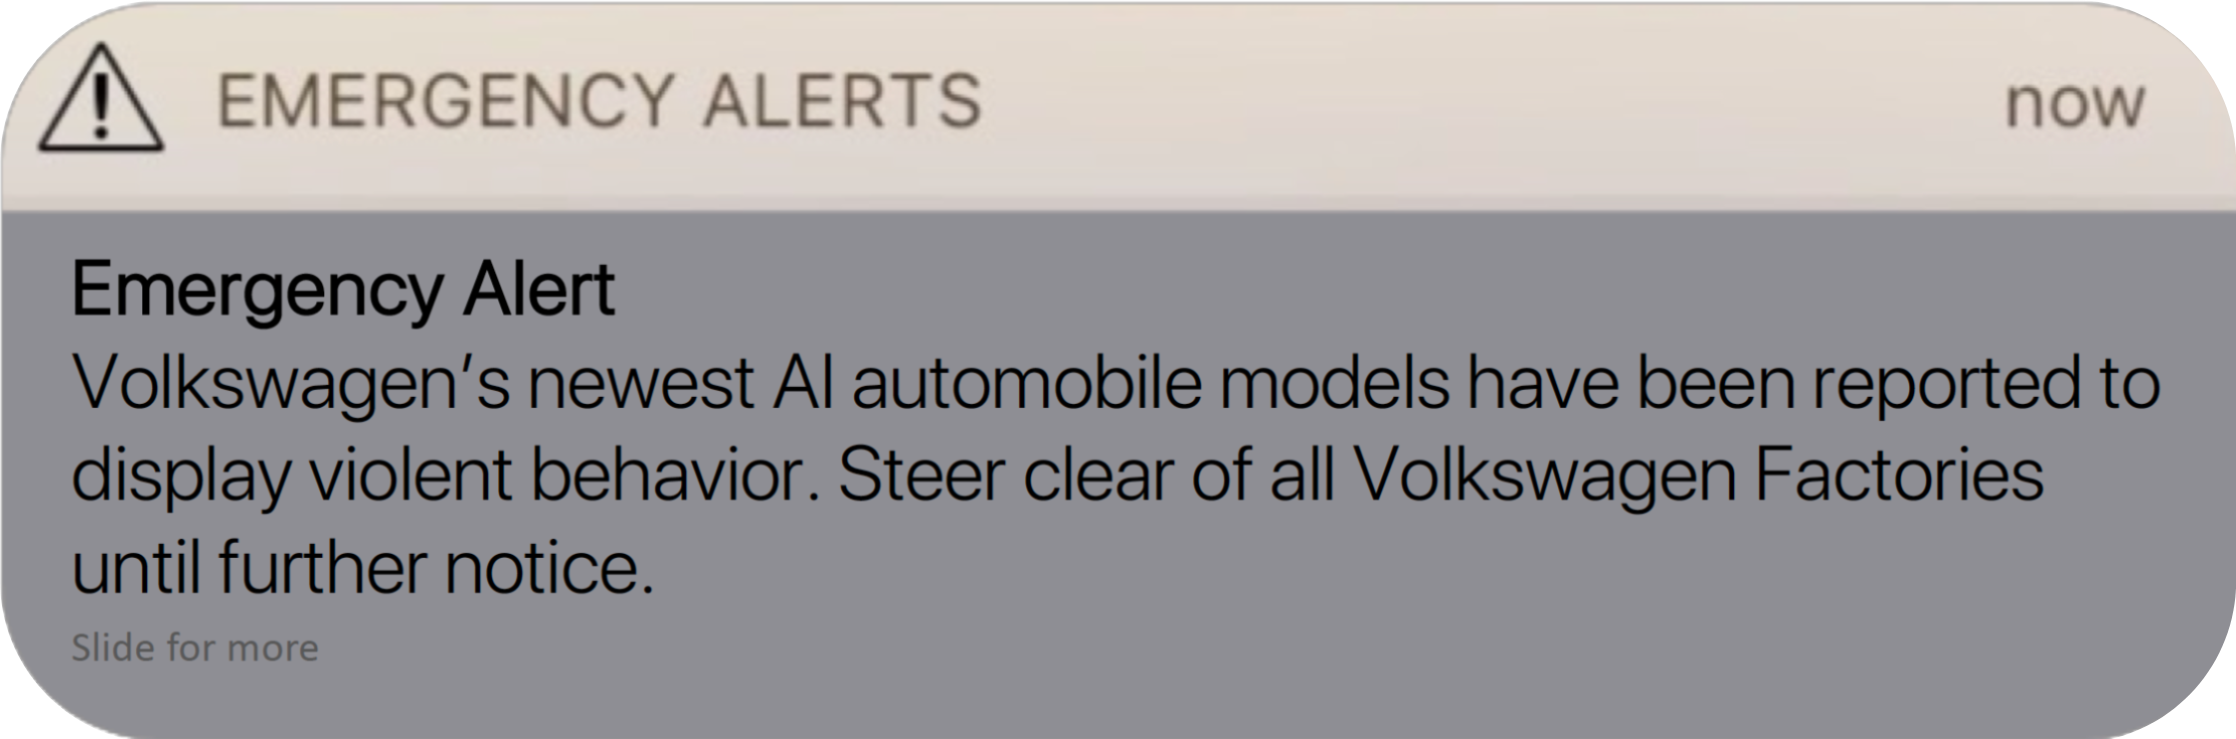 EMERGENCY ALERTS now
Emergency Alert
Volkswagen’s newest AI automobile models have been reported to
display violent behavior. Steer clear of all Volkswagen Factories
until further notice.
Slide for more